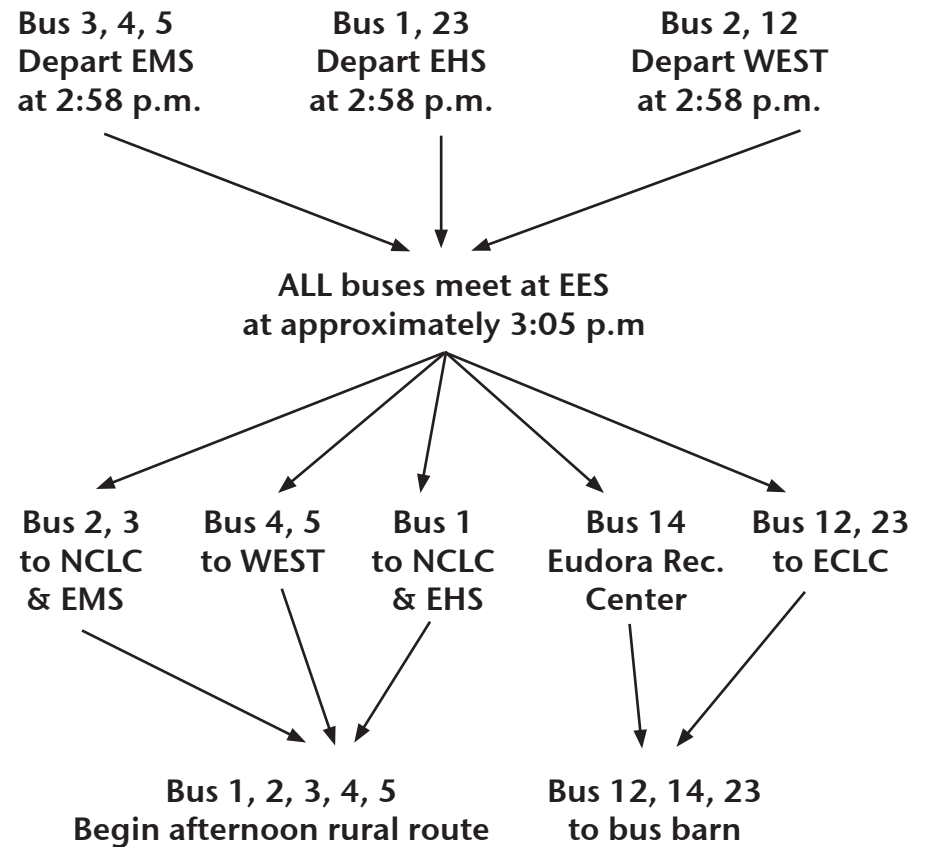 Bus 3, 4, 5
Depart EMS
at 2:58 p.m.
Bus 1, 23
Depart EHS
at 2:58 p.m.
Bus 2, 12
Depart WEST
at 2:58 p.m.
ALL buses meet at EES
at approximately 3:05 p.m
Bus 2, 3
to NCLC
& EMS
Bus 4, 5
to WEST
Bus 1
to NCLC
& EHS
Bus 14
Eudora Rec.
Center
Bus 12, 23
to ECLC
Bus 1, 2, 3, 4, 5
Begin afternoon rural route
Bus 12, 14, 23
to bus barn